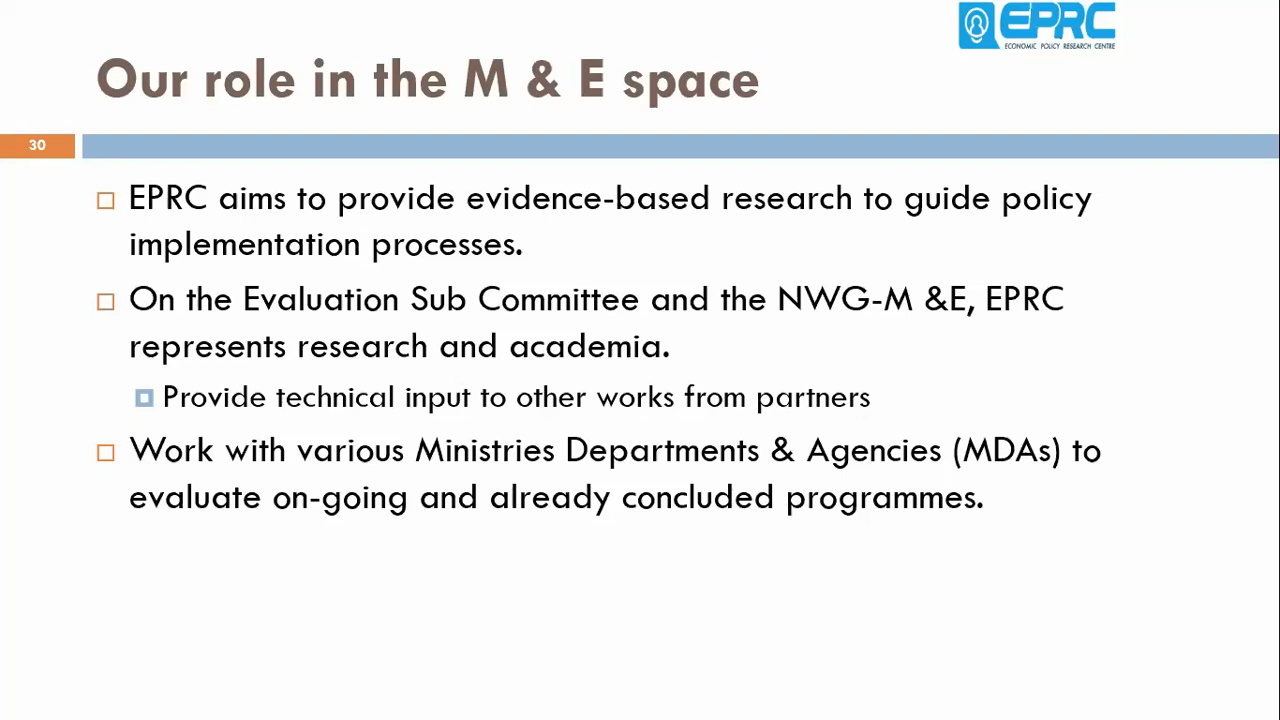 EPRC
ECONOMIC POLICY RESEARCH CENTRE
Our role in the M & E space
30
EPRC aims to provide evidence-based research to guide policy
implementation processes.
On the Evaluation Sub Committee and the NWG-M &E, EPRC
represents research and academia.
Provide technical input to other works from partners
Work with various Ministries Departments & Agencies (MDAs) to
evaluate on-going and already concluded programmes.